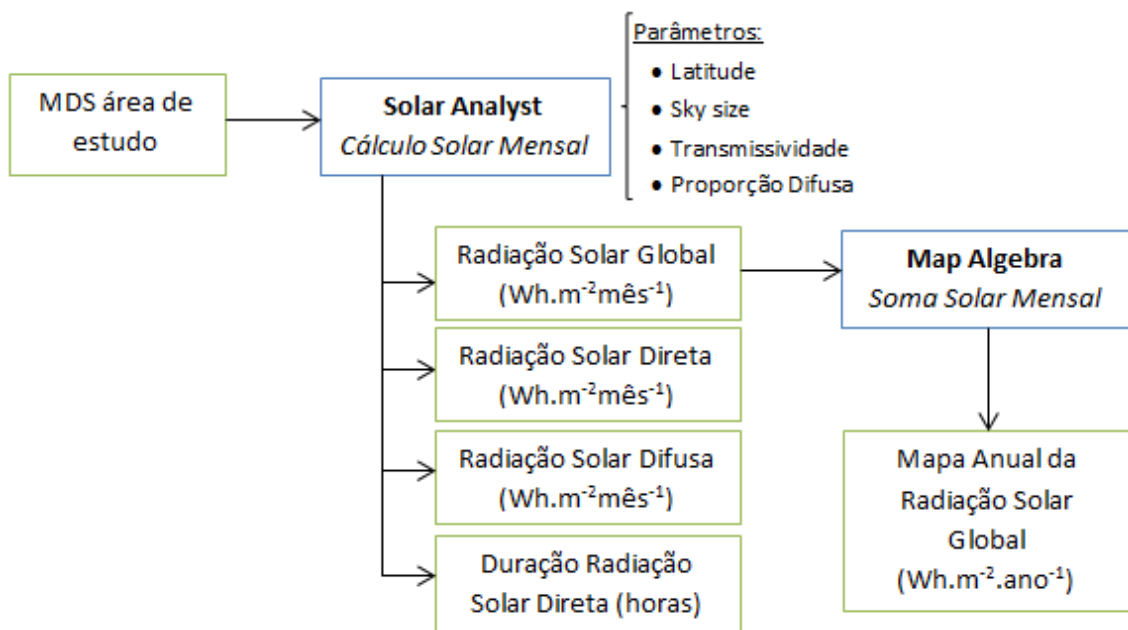 MDS área de
estudo
Solar Analyst
Cálculo Solar Mensal
Parâmetros:
● Latitude
● Sky size
● Transmissividade
● Proporção Difusa
Radiação Solar Global
(Wh.m⁻²mês⁻¹)
Map Algebra
Soma Solar Mensal
Radiação Solar Direta
(Wh.m⁻²mês⁻¹)
Radiação Solar Difusa
(Wh.m⁻²mês⁻¹)
Duração Radiação
Solar Direta (horas)
Mapa Anual da
Radiação Solar
Global
(Wh.m⁻².ano⁻¹)